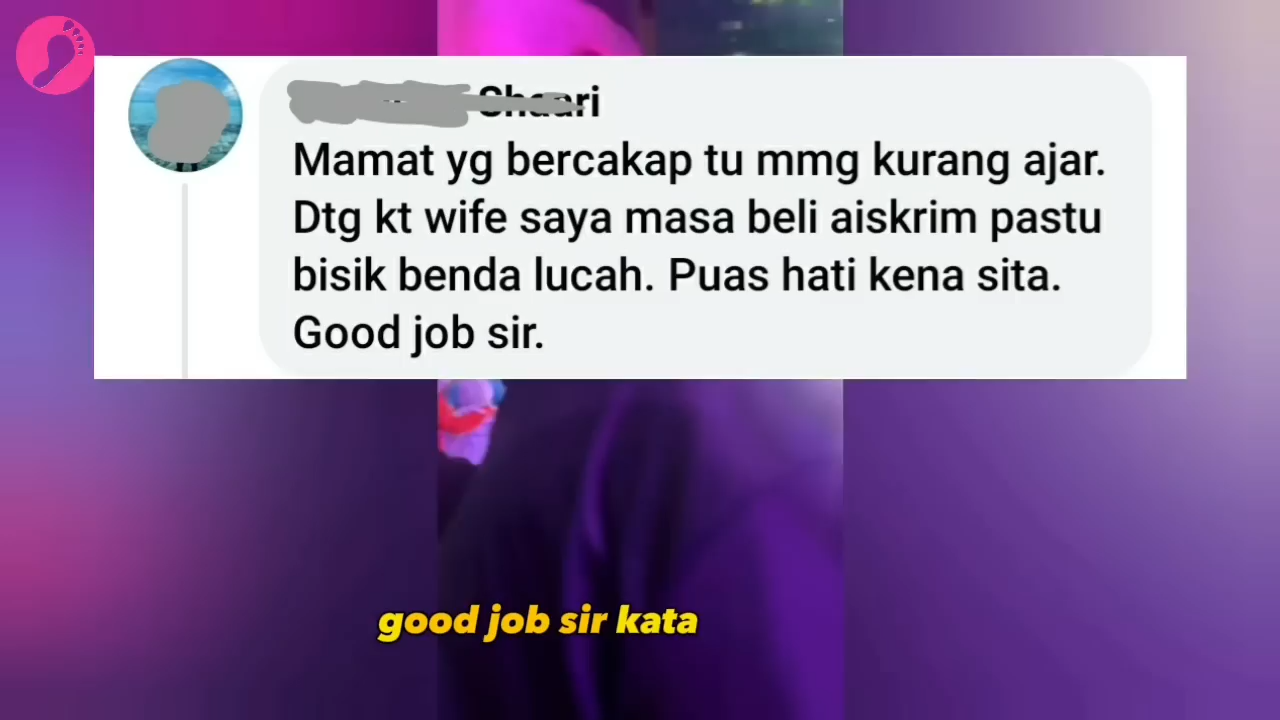 Shaari
Mamat yg bercakap tu mmg kurang ajar.
Dtg kt wife saya masa beli aiskrim pastu
bisik benda lucah. Puas hati kena sita.
Good job sir.
good job sir kata